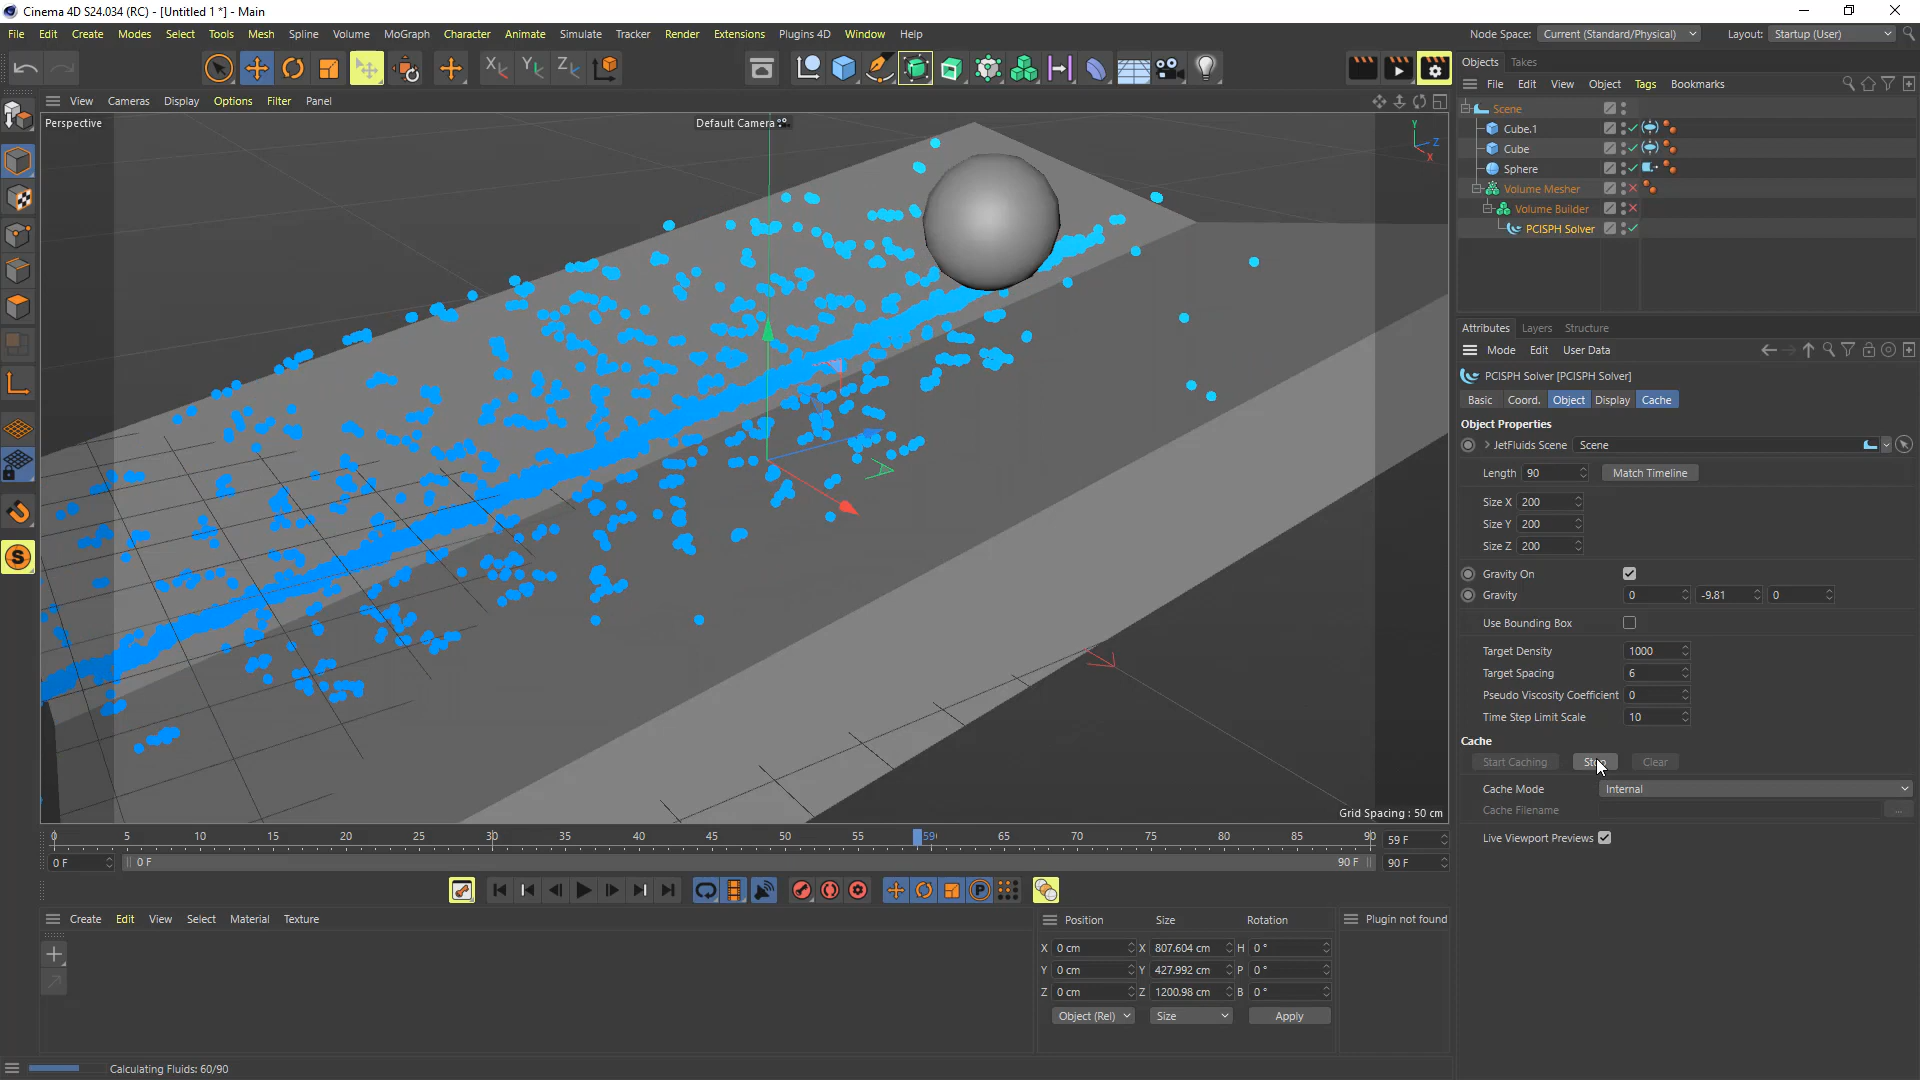 Cinema 4D S24.034 (RC) - [Untitled 1 *] - Main
File Edit Create Modes Select Tools Mesh Spline Volume MoGraph Character Animate Simulate Tracker Render Extensions Plugins 4D Window Help
Node Space: Current (Standard/Physical) Layout: Startup (User)
View Cameras Display Options Filter Panel
Perspective
Default Camera
Y
Z
X
Grid Spacing : 50 cm
Objects Takes
File Edit View Object Tags Bookmarks
Scene
Cube.1
Cube
Sphere
Volume Mesher
Volume Builder
PCISPH Solver
Attributes Layers Structure
Mode Edit User Data
PCISPH Solver [PCISPH Solver]
Basic Coord. Object Display Cache
Object Properties
JetFluids Scene Scene
Length 90 Match Timeline
Size X 200
Size Y 200
Size Z 200
Gravity On
Gravity 0 -9.81 0
Use Bounding Box
Target Density 1000
Target Spacing 6
Pseudo Viscosity Coefficient 0
Time Step Limit Scale 10
Cache
Start Caching Stop Clear
Cache Mode Internal
Cache Filename ...
Live Viewport Previews
0 5 10 15 20 25 30 35 40 45 50 55 59 65 70 75 80 85 90 59 F
0 F 0 F 90 F 90 F
Create Edit View Select Material Texture
Position Size Rotation
X 0 cm X 807.604 cm H 0 °
Y 0 cm Y 427.992 cm P 0 °
Z 0 cm Z 1200.98 cm B 0 °
Object (Rel) Size Apply
Plugin not found
Calculating Fluids: 60/90